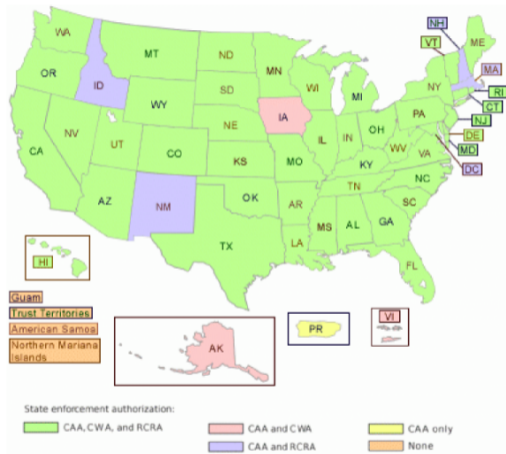 NH
WA
VT
ME
MT
ND
MN
MA
OR
ID
SD
WI
NY
RI
WY
MI
CT
IA
PA
NJ
NE
NV
OH
DE
IL
IN
MD
UT
CA
CO
WV
VA
DC
KS
MO
KY
NC
TN
AZ
OK
NM
AR
SC
MS
AL
GA
TX
LA
HI
FL
Guam
Trust Territories
American Samoa
Northern Mariana
Islands
VI
PR
AK
State enforcement authorization:
CAA, CWA, and RCRA
CAA and CWA
CAA only
CAA and RCRA
None